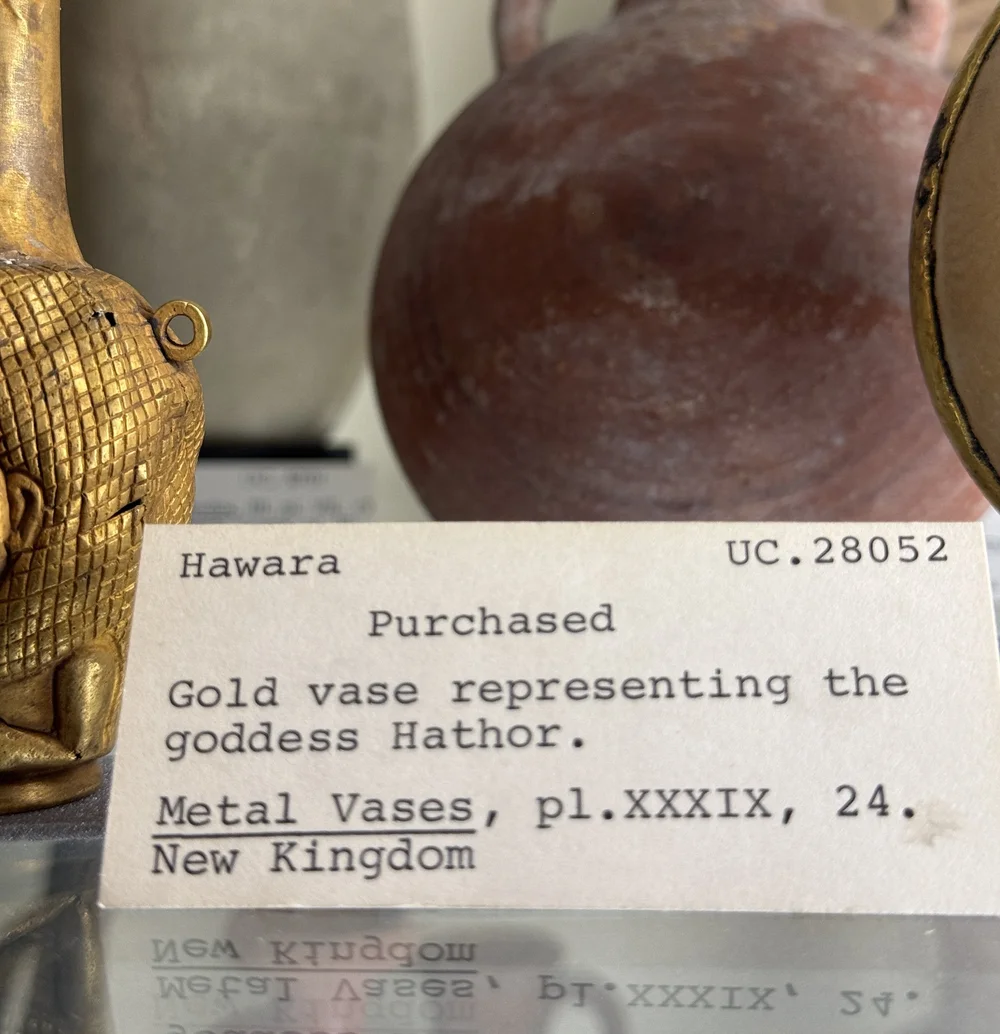 Hawara UC.28052
Purchased
Gold vase representing the
goddess Hathor.
Metal Vases, pl.XXXIX, 24.
New Kingdom